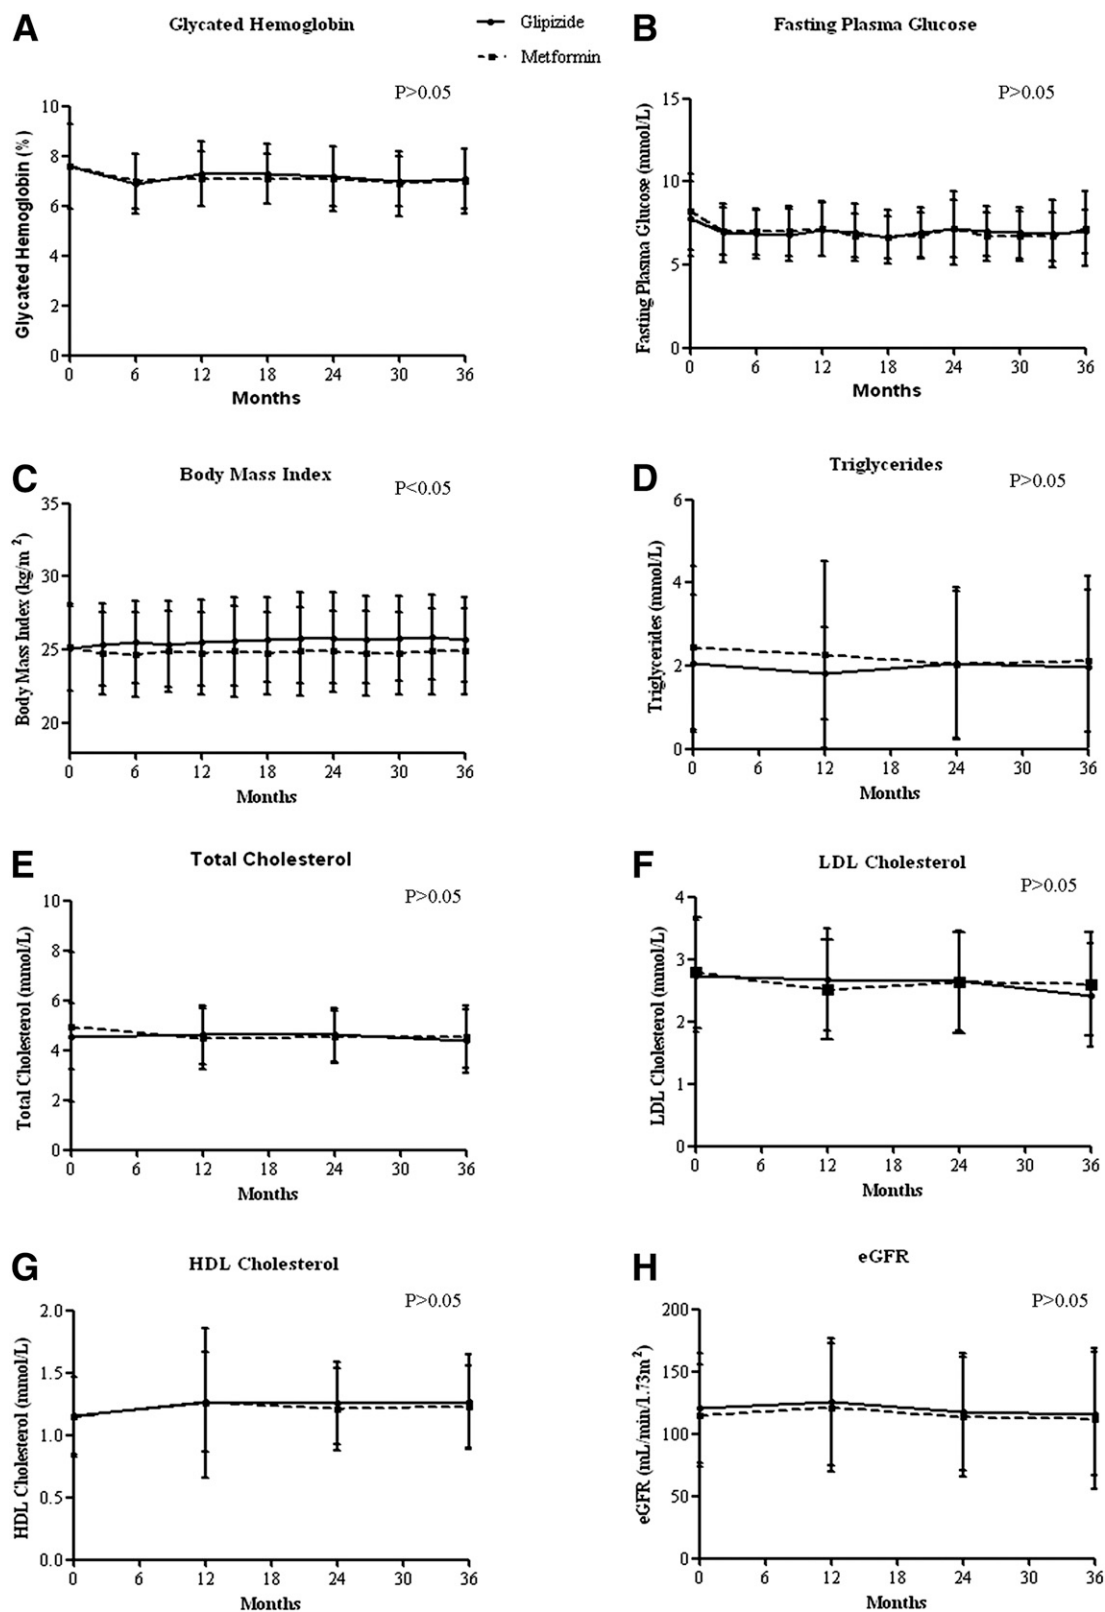 A
Glycated Hemoglobin
Glipizide
Metformin
P>0.05
Glycated Hemoglobin (%)
10
8
6
4
2
0
0 6 12 18 24 30 36
Months
B
Fasting Plasma Glucose
P>0.05
Fasting Plasma Glucose (mmol/L)
15
10
5
0
0 6 12 18 24 30 36
Months
C
Body Mass Index
P<0.05
Body Mass Index (kg/m 2)
35
30
25
20
0 6 12 18 24 30 36
Months
D
Triglycerides
P>0.05
Triglycerides (mmol/L)
6
4
2
0
0 6 12 18 24 30 36
Months
E
Total Cholesterol
P>0.05
Total Cholesterol (mmol/L)
10
8
6
4
2
0
0 6 12 18 24 30 36
Months
F
LDL Cholesterol
P>0.05
LDL Cholesterol (mmol/L)
4
3
2
1
0
0 6 12 18 24 30 36
Months
G
HDL Cholesterol
P>0.05
HDL Cholesterol (mmol/L)
2.0
1.5
1.0
0.5
0.0
0 6 12 18 24 30 36
Months
H
eGFR
P>0.05
eGFR (mL/min/1.73m2)
200
150
100
50
0
0 6 12 18 24 30 36
Months